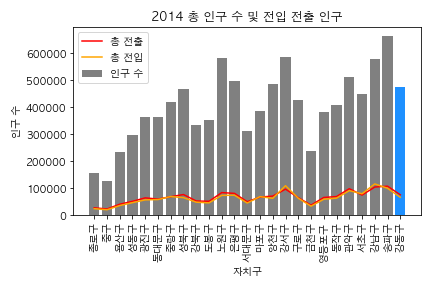 2014 총 인구 수 및 전입 전출 인구
총 전출
총 전입
인구 수
인구 수
600000
500000
400000
300000
200000
100000
0
종로구
중구
용산구
성동구
광진구
동대문구
중랑구
성북구
강북구
도봉구
노원구
은평구
서대문구
마포구
양천구
강서구
구로구
금천구
영등포구
동작구
관악구
서초구
강남구
송파구
강동구
자치구